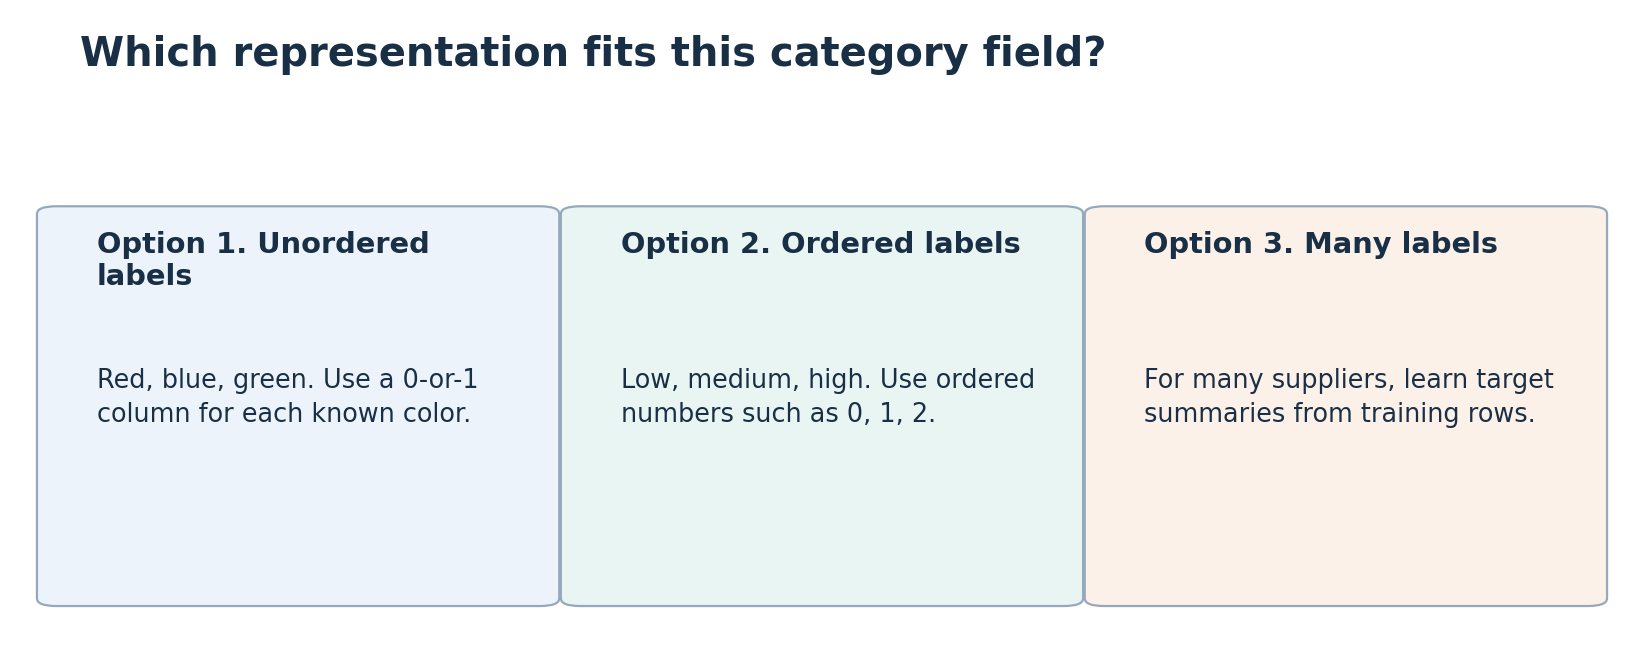 Which representation fits this category field?
Option 1. Unordered
labels
Red, blue, green. Use a 0-or-1
column for each known color.
Option 2. Ordered labels
Low, medium, high. Use ordered
numbers such as 0, 1, 2.
Option 3. Many labels
For many suppliers, learn target
summaries from training rows.